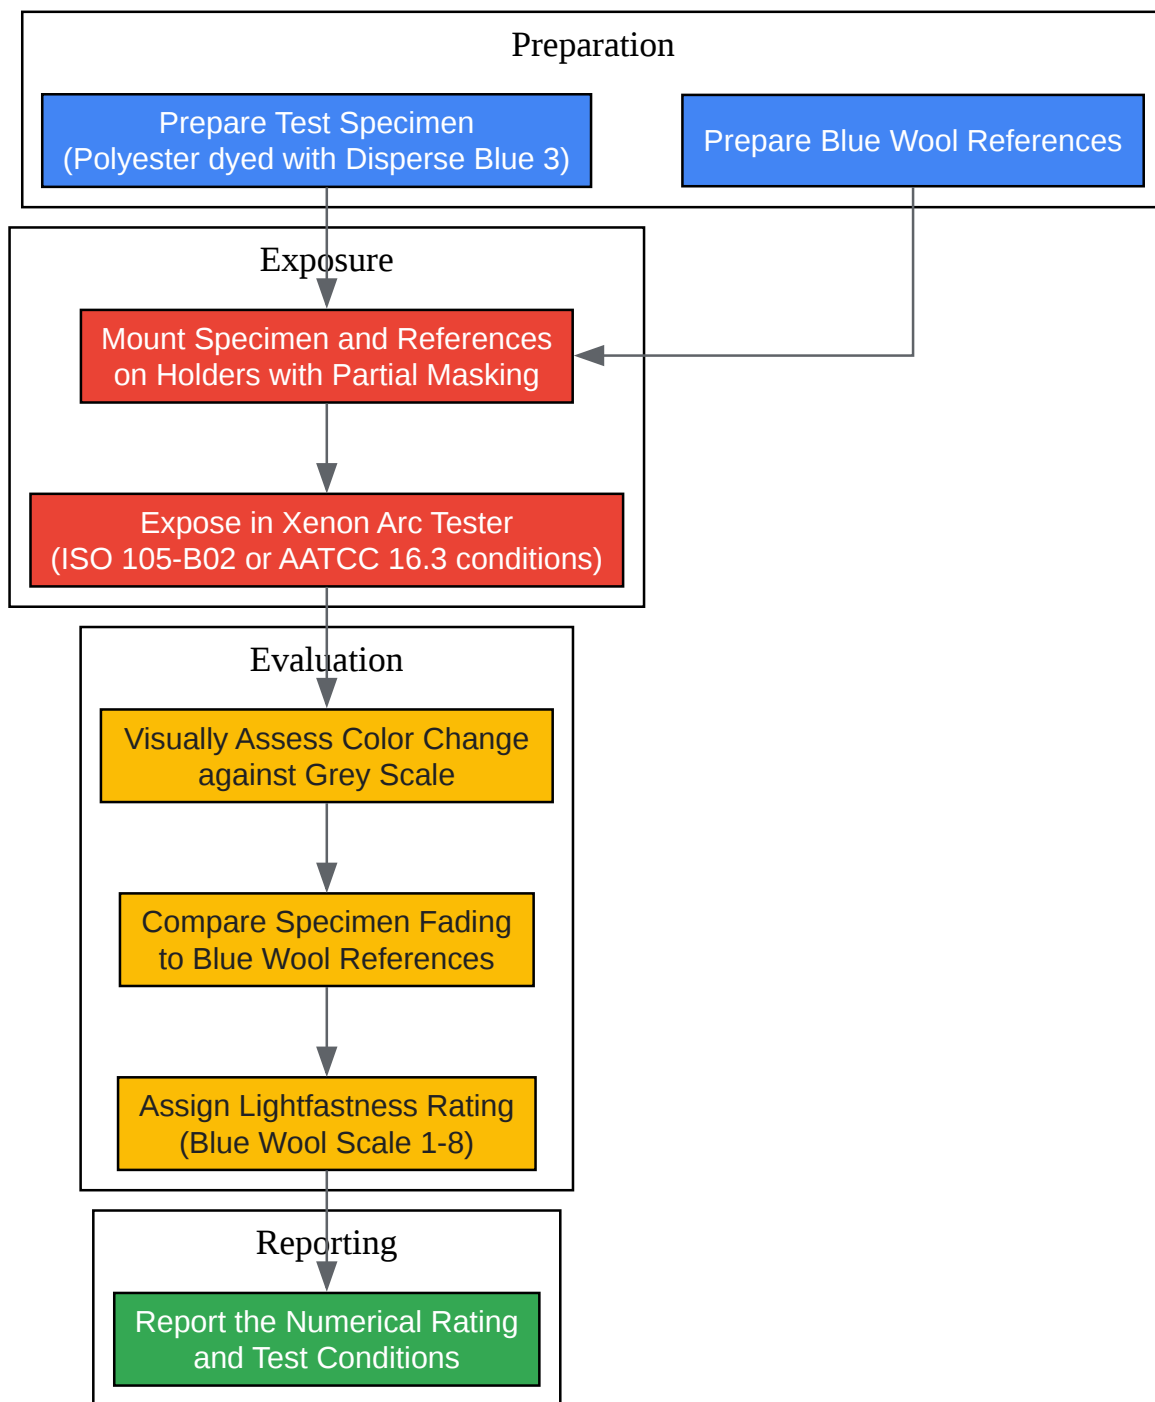 Preparation
Prepare Test Specimen
(Polyester dyed with Disperse Blue 3)
Prepare Blue Wool References
Exposure
Mount Specimen and References
on Holders with Partial Masking
Expose in Xenon Arc Tester
(ISO 105-B02 or AATCC 16.3 conditions)
Evaluation
Visually Assess Color Change
against Grey Scale
Compare Specimen Fading
to Blue Wool References
Assign Lightfastness Rating
(Blue Wool Scale 1-8)
Reporting
Report the Numerical Rating
and Test Conditions